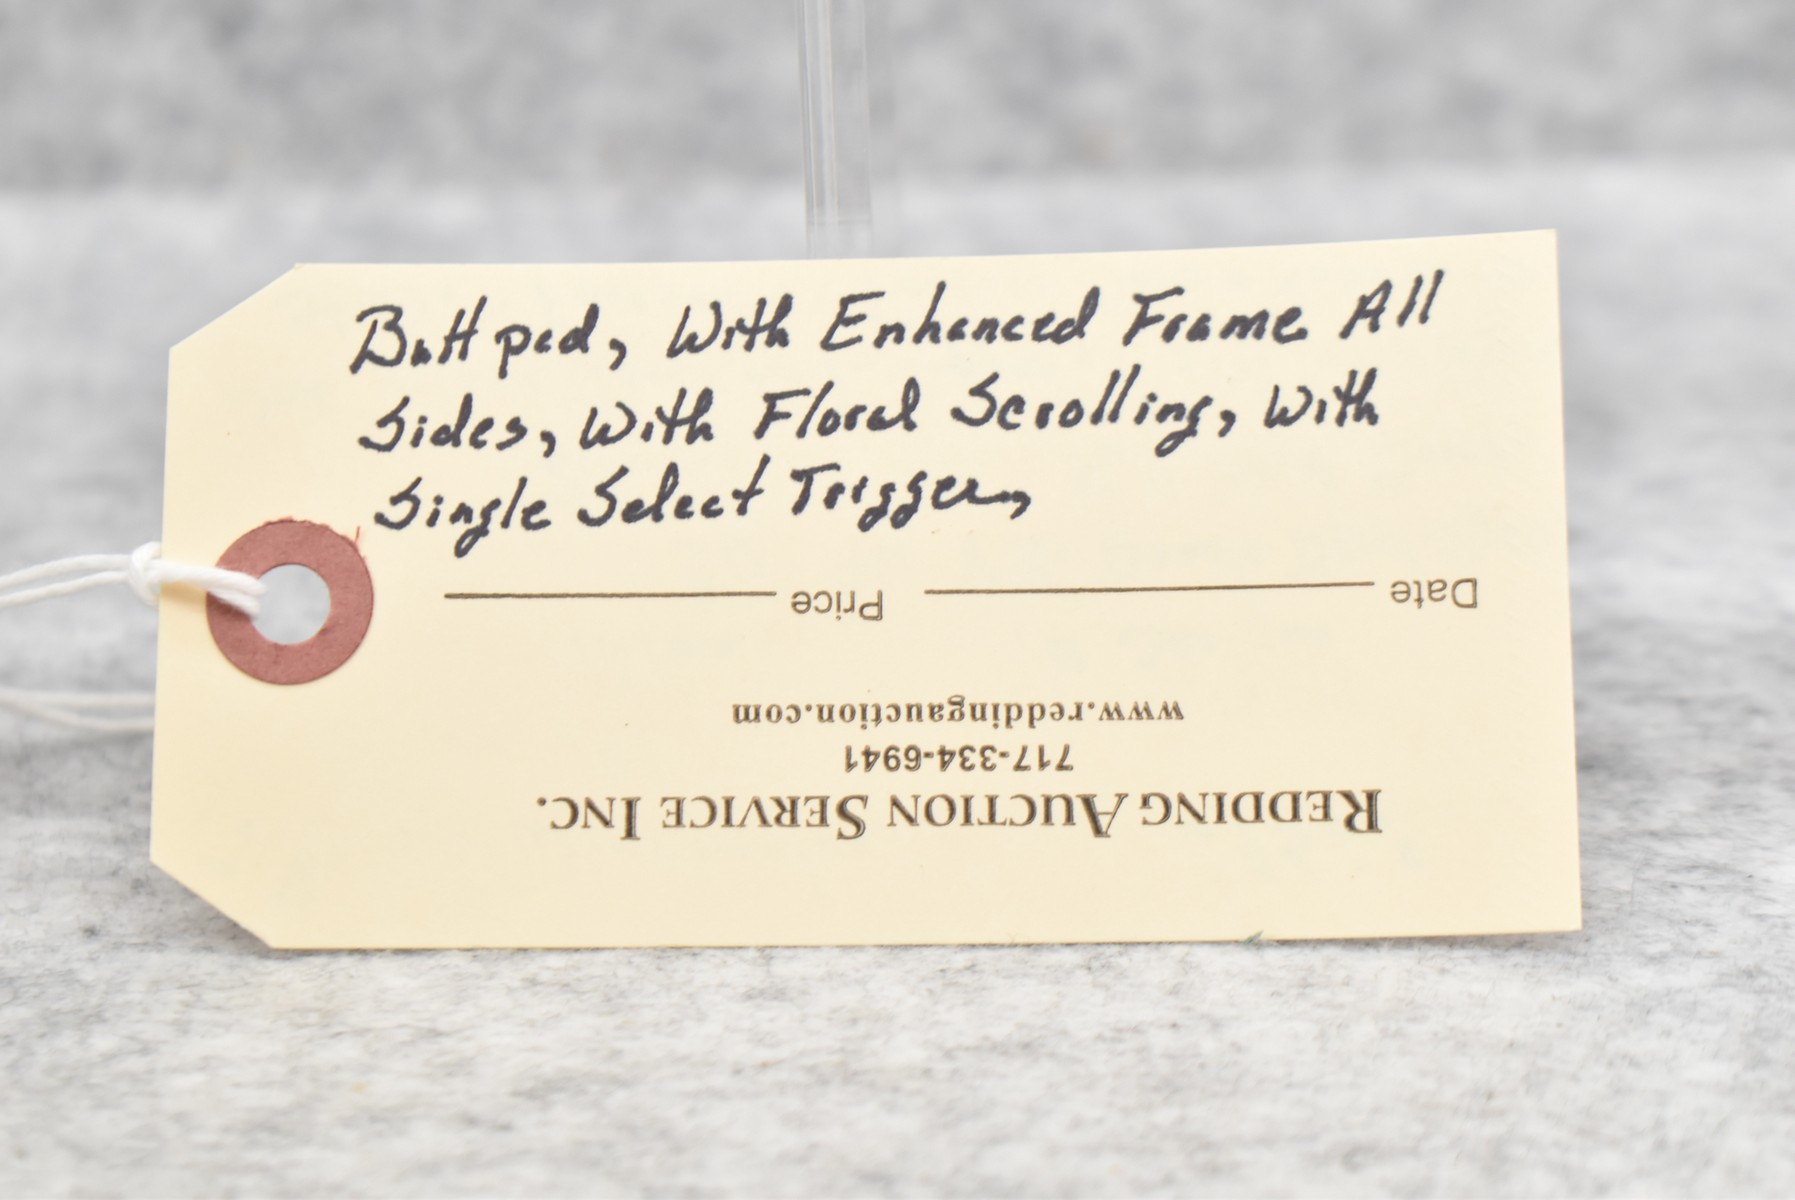 Butt pad, With Enhanced Frame All
Sides, With Floral Scrolling, With
Single Select Trigger,
Date Price
www.reddingauction.com
717-334-6941
REDDING AUCTION SERVICE INC.